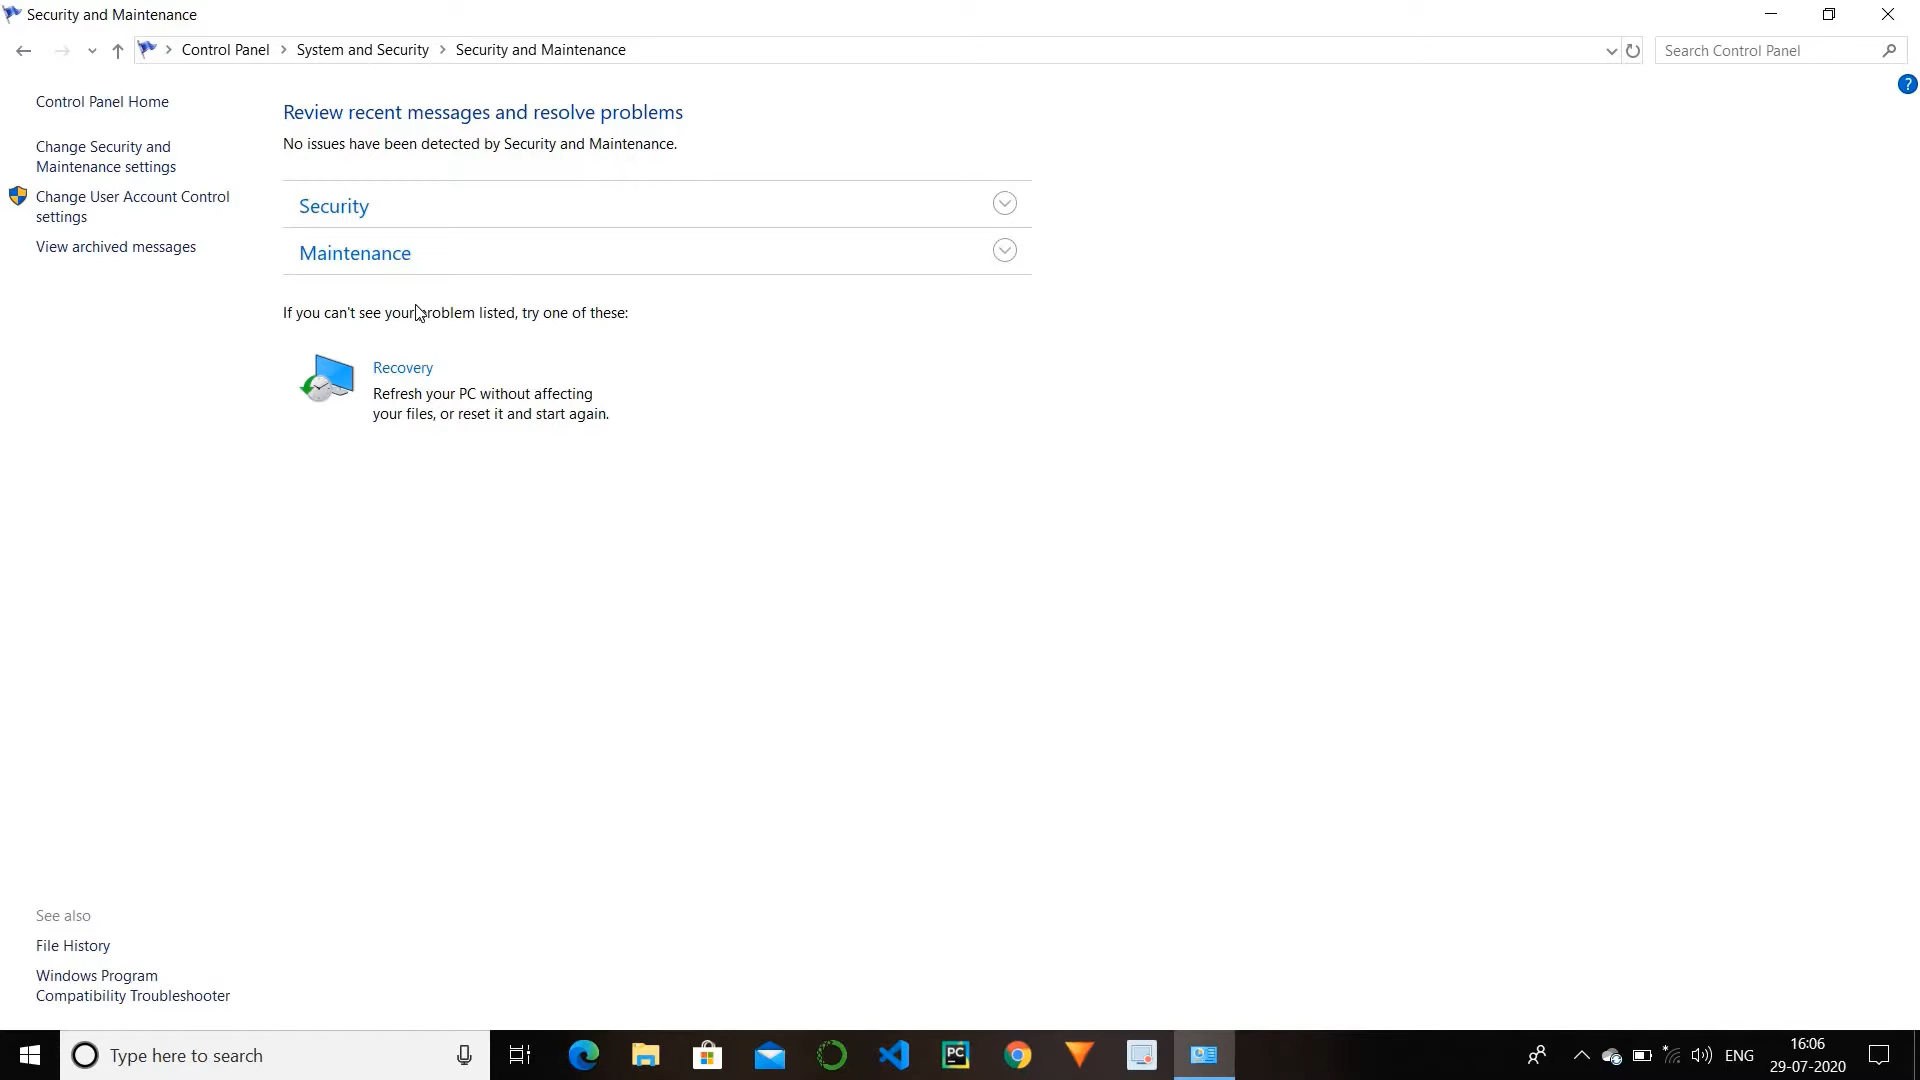 Security and Maintenance
Control Panel > System and Security > Security and Maintenance
Search Control Panel
?
Control Panel Home
Change Security and
Maintenance settings
Change User Account Control
settings
View archived messages
Review recent messages and resolve problems
No issues have been detected by Security and Maintenance.
Security
Maintenance
If you can't see your problem listed, try one of these:
Recovery
Refresh your PC without affecting
your files, or reset it and start again.
See also
File History
Windows Program
Compatibility Troubleshooter
Type here to search
PC
ENG
16:06
29-07-2020